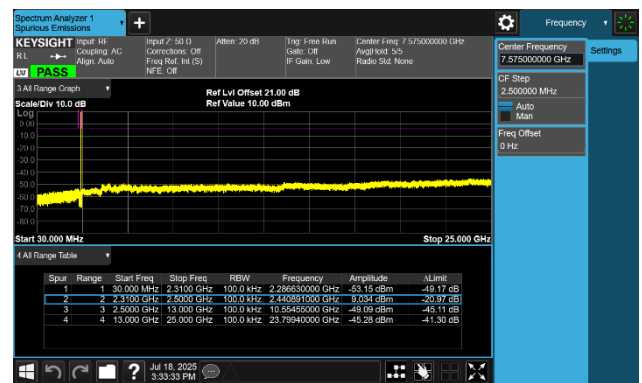 Spectrum Analyzer 1
Spurious Emissions
Frequency
KEYSIGHT Input: RF Input Z: 50 Ω Atten: 20 dB Trig: Free Run Center Freq: 7.575000000 GHz
RL Coupling: AC Corrections: Off Gate: Off Avg|Hold: 5/5
Align: Auto Freq Ref: Int (S) IF Gain: Low Radio Std: None
LXI PASS NFE: Off
Center Frequency
7.575000000 GHz
Settings
CF Step
2.500000 MHz
Auto
Man
Freq Offset
0 Hz
3 All Range Graph
Ref Lvl Offset 21.00 dB
Scale/Div 10.0 dB Ref Value 10.00 dBm
Log
0.00
-10.0
-20.0
-30.0
-40.0
-50.0
-60.0
-70.0
-80.0
Start 30.000 MHz Stop 25.000 GHz
4 All Range Table
Spur Range Start Freq Stop Freq RBW Frequency Amplitude ΔLimit
1 1 30.000 MHz 2.3100 GHz 100.0 kHz 2.286630000 GHz -53.15 dBm -49.17 dB
2 2 2.3100 GHz 2.5000 GHz 100.0 kHz 2.440891000 GHz 9.034 dBm -20.97 dB
3 3 2.5000 GHz 13.000 GHz 100.0 kHz 10.55455000 GHz -49.09 dBm -45.11 dB
4 4 13.000 GHz 25.000 GHz 100.0 kHz 23.79940000 GHz -45.28 dBm -41.30 dB
?
Jul 18, 2025
3:33:33 PM